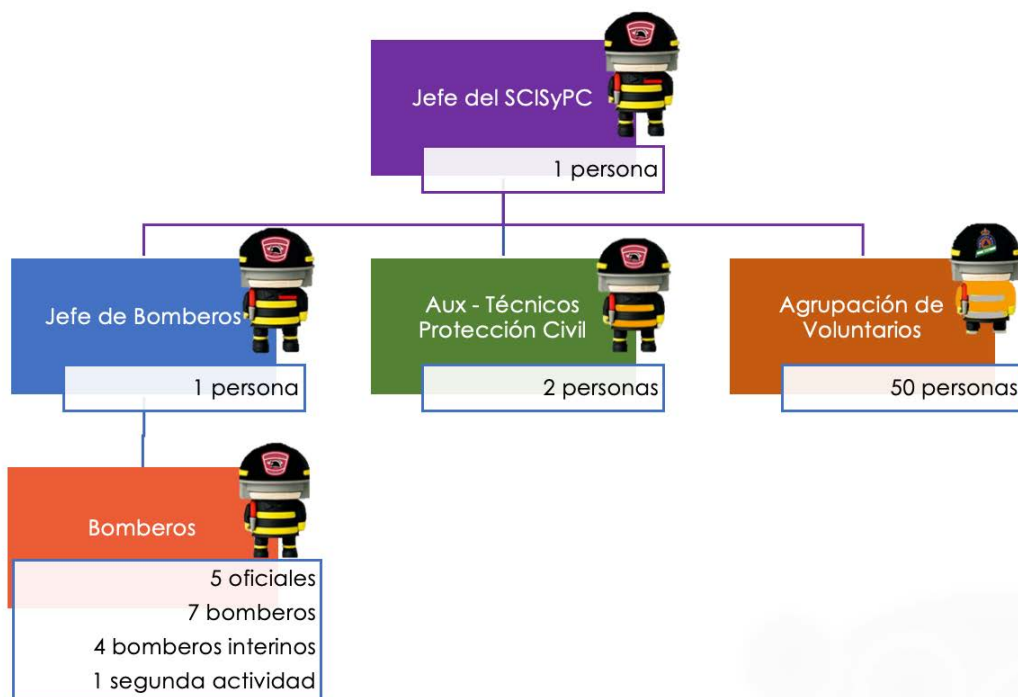 Jefe del SCISyPC
1 persona
Jefe de Bomberos
1 persona
Aux - Técnicos
Protección Civil
2 personas
Agrupación de
Voluntarios
50 personas
Bomberos
5 oficiales
7 bomberos
4 bomberos interinos
1 segunda actividad